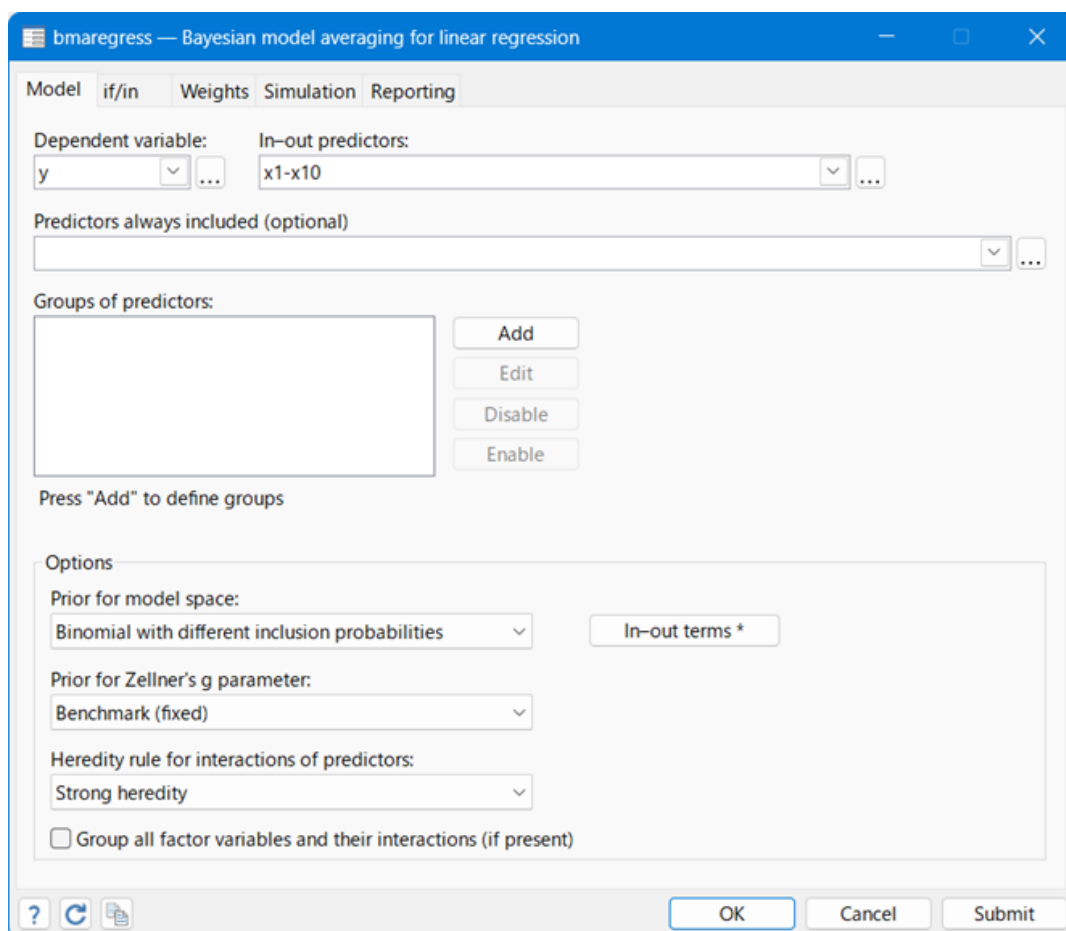 bmaregress — Bayesian model averaging for linear regression
Model if/in Weights Simulation Reporting
Dependent variable: In–out predictors:
y ... x1-x10 ...
Predictors always included (optional)
...
Groups of predictors:
Add
Edit
Disable
Enable
Press "Add" to define groups
Options
Prior for model space:
Binomial with different inclusion probabilities In–out terms *
Prior for Zellner's g parameter:
Benchmark (fixed)
Heredity rule for interactions of predictors:
Strong heredity
Group all factor variables and their interactions (if present)
? OK Cancel Submit